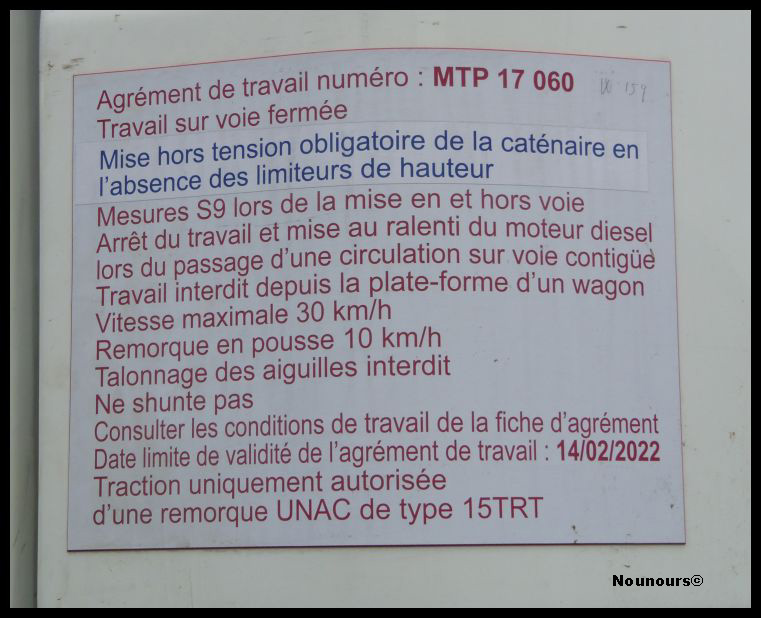 Agrément de travail numéro : MTP 17 060
Travail sur voie fermée
Mise hors tension obligatoire de la caténaire en
l'absence des limiteurs de hauteur
Mesures S9 lors de la mise en et hors voie
Arrêt du travail et mise au ralenti du moteur diesel
lors du passage d'une circulation sur voie contigüe
Travail interdit depuis la plate-forme d'un wagon
Vitesse maximale 30 km/h
Remorque en pousse 10 km/h
Talonnage des aiguilles interdit
Ne shunte pas
Consulter les conditions de travail de la fiche d'agrément
Date limite de validité de l'agrément de travail : 14/02/2022
Traction uniquement autorisée
d'une remorque UNAC de type 15TRT
Nounours©